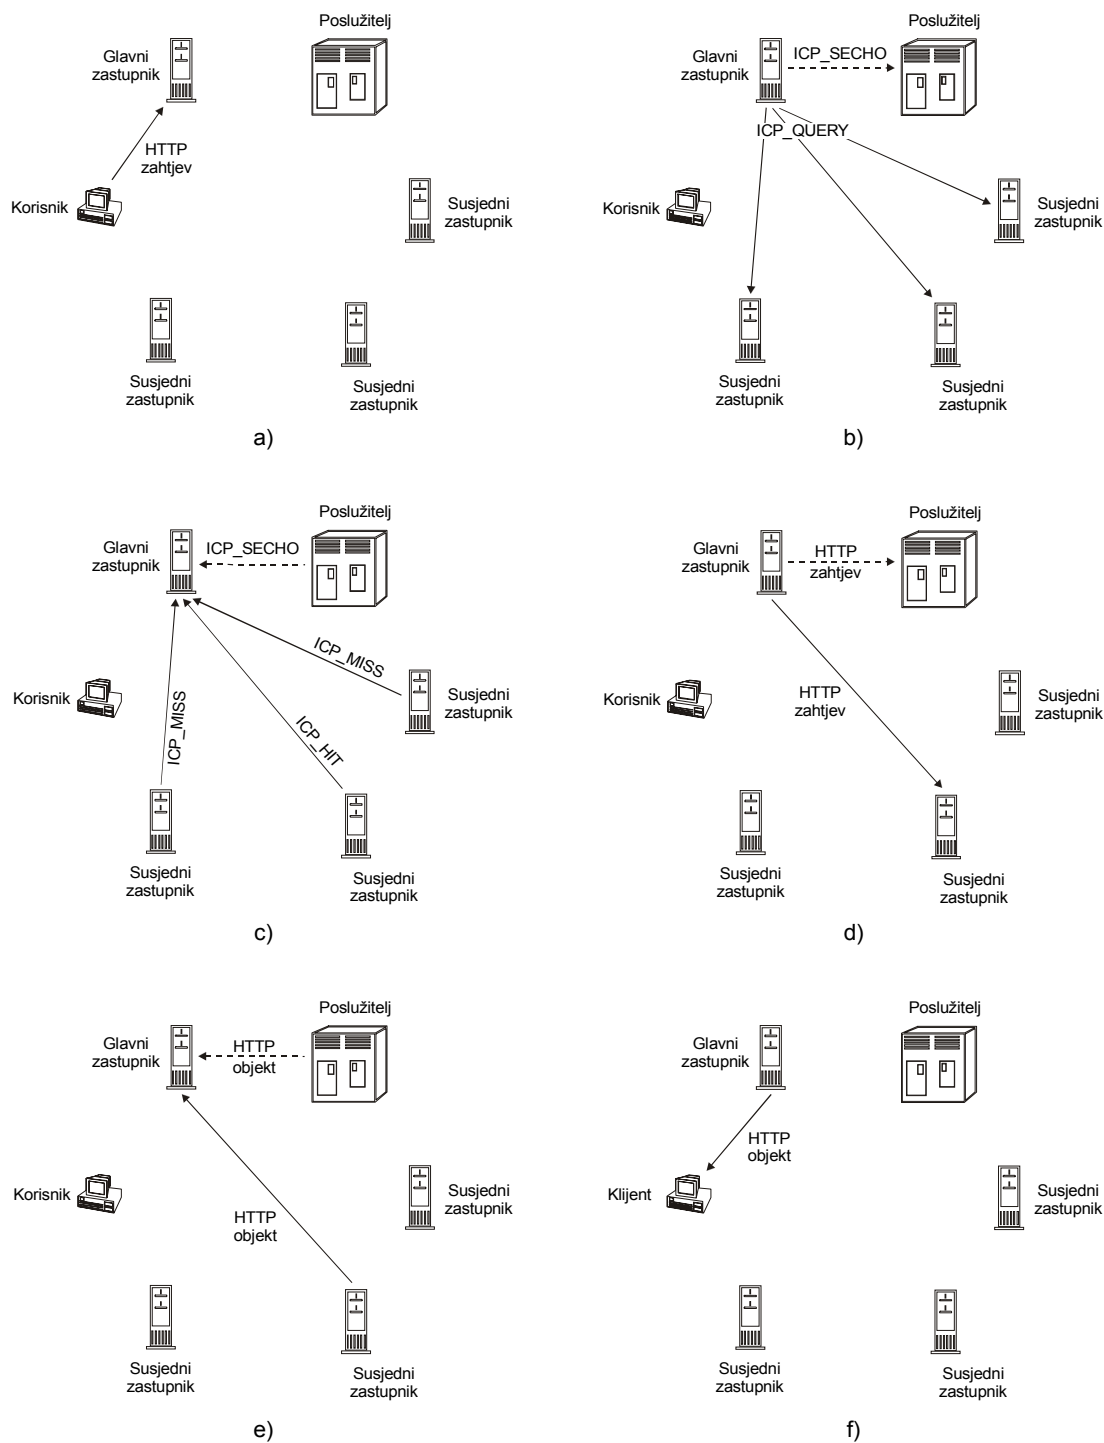 Poslužitelj
Glavni
zastupnik
HTTP
zahtjev
Korisnik
Susjedni
zastupnik
Susjedni
zastupnik
Susjedni
zastupnik
a)
Poslužitelj
Glavni
zastupnik
ICP_SECHO
ICP_QUERY
Korisnik
Susjedni
zastupnik
Susjedni
zastupnik
Susjedni
zastupnik
b)
Poslužitelj
Glavni
zastupnik
ICP_SECHO
ICP_MISS
Korisnik
Susjedni
zastupnik
ICP_MISS
ICP_HIT
Susjedni
zastupnik
Susjedni
zastupnik
c)
Poslužitelj
Glavni
zastupnik
HTTP
zahtjev
Korisnik
HTTP
zahtjev
Susjedni
zastupnik
Susjedni
zastupnik
Susjedni
zastupnik
d)
Poslužitelj
Glavni
zastupnik
HTTP
objekt
Korisnik
Susjedni
zastupnik
HTTP
objekt
Susjedni
zastupnik
Susjedni
zastupnik
e)
Poslužitelj
Glavni
zastupnik
HTTP
objekt
Klijent
Susjedni
zastupnik
Susjedni
zastupnik
Susjedni
zastupnik
f)